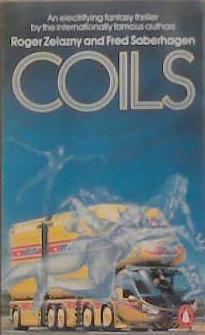 An electrifying fantasy thriller
by the internationally famous authors
Roger Zelazny and Fred Saberhagen
COILS